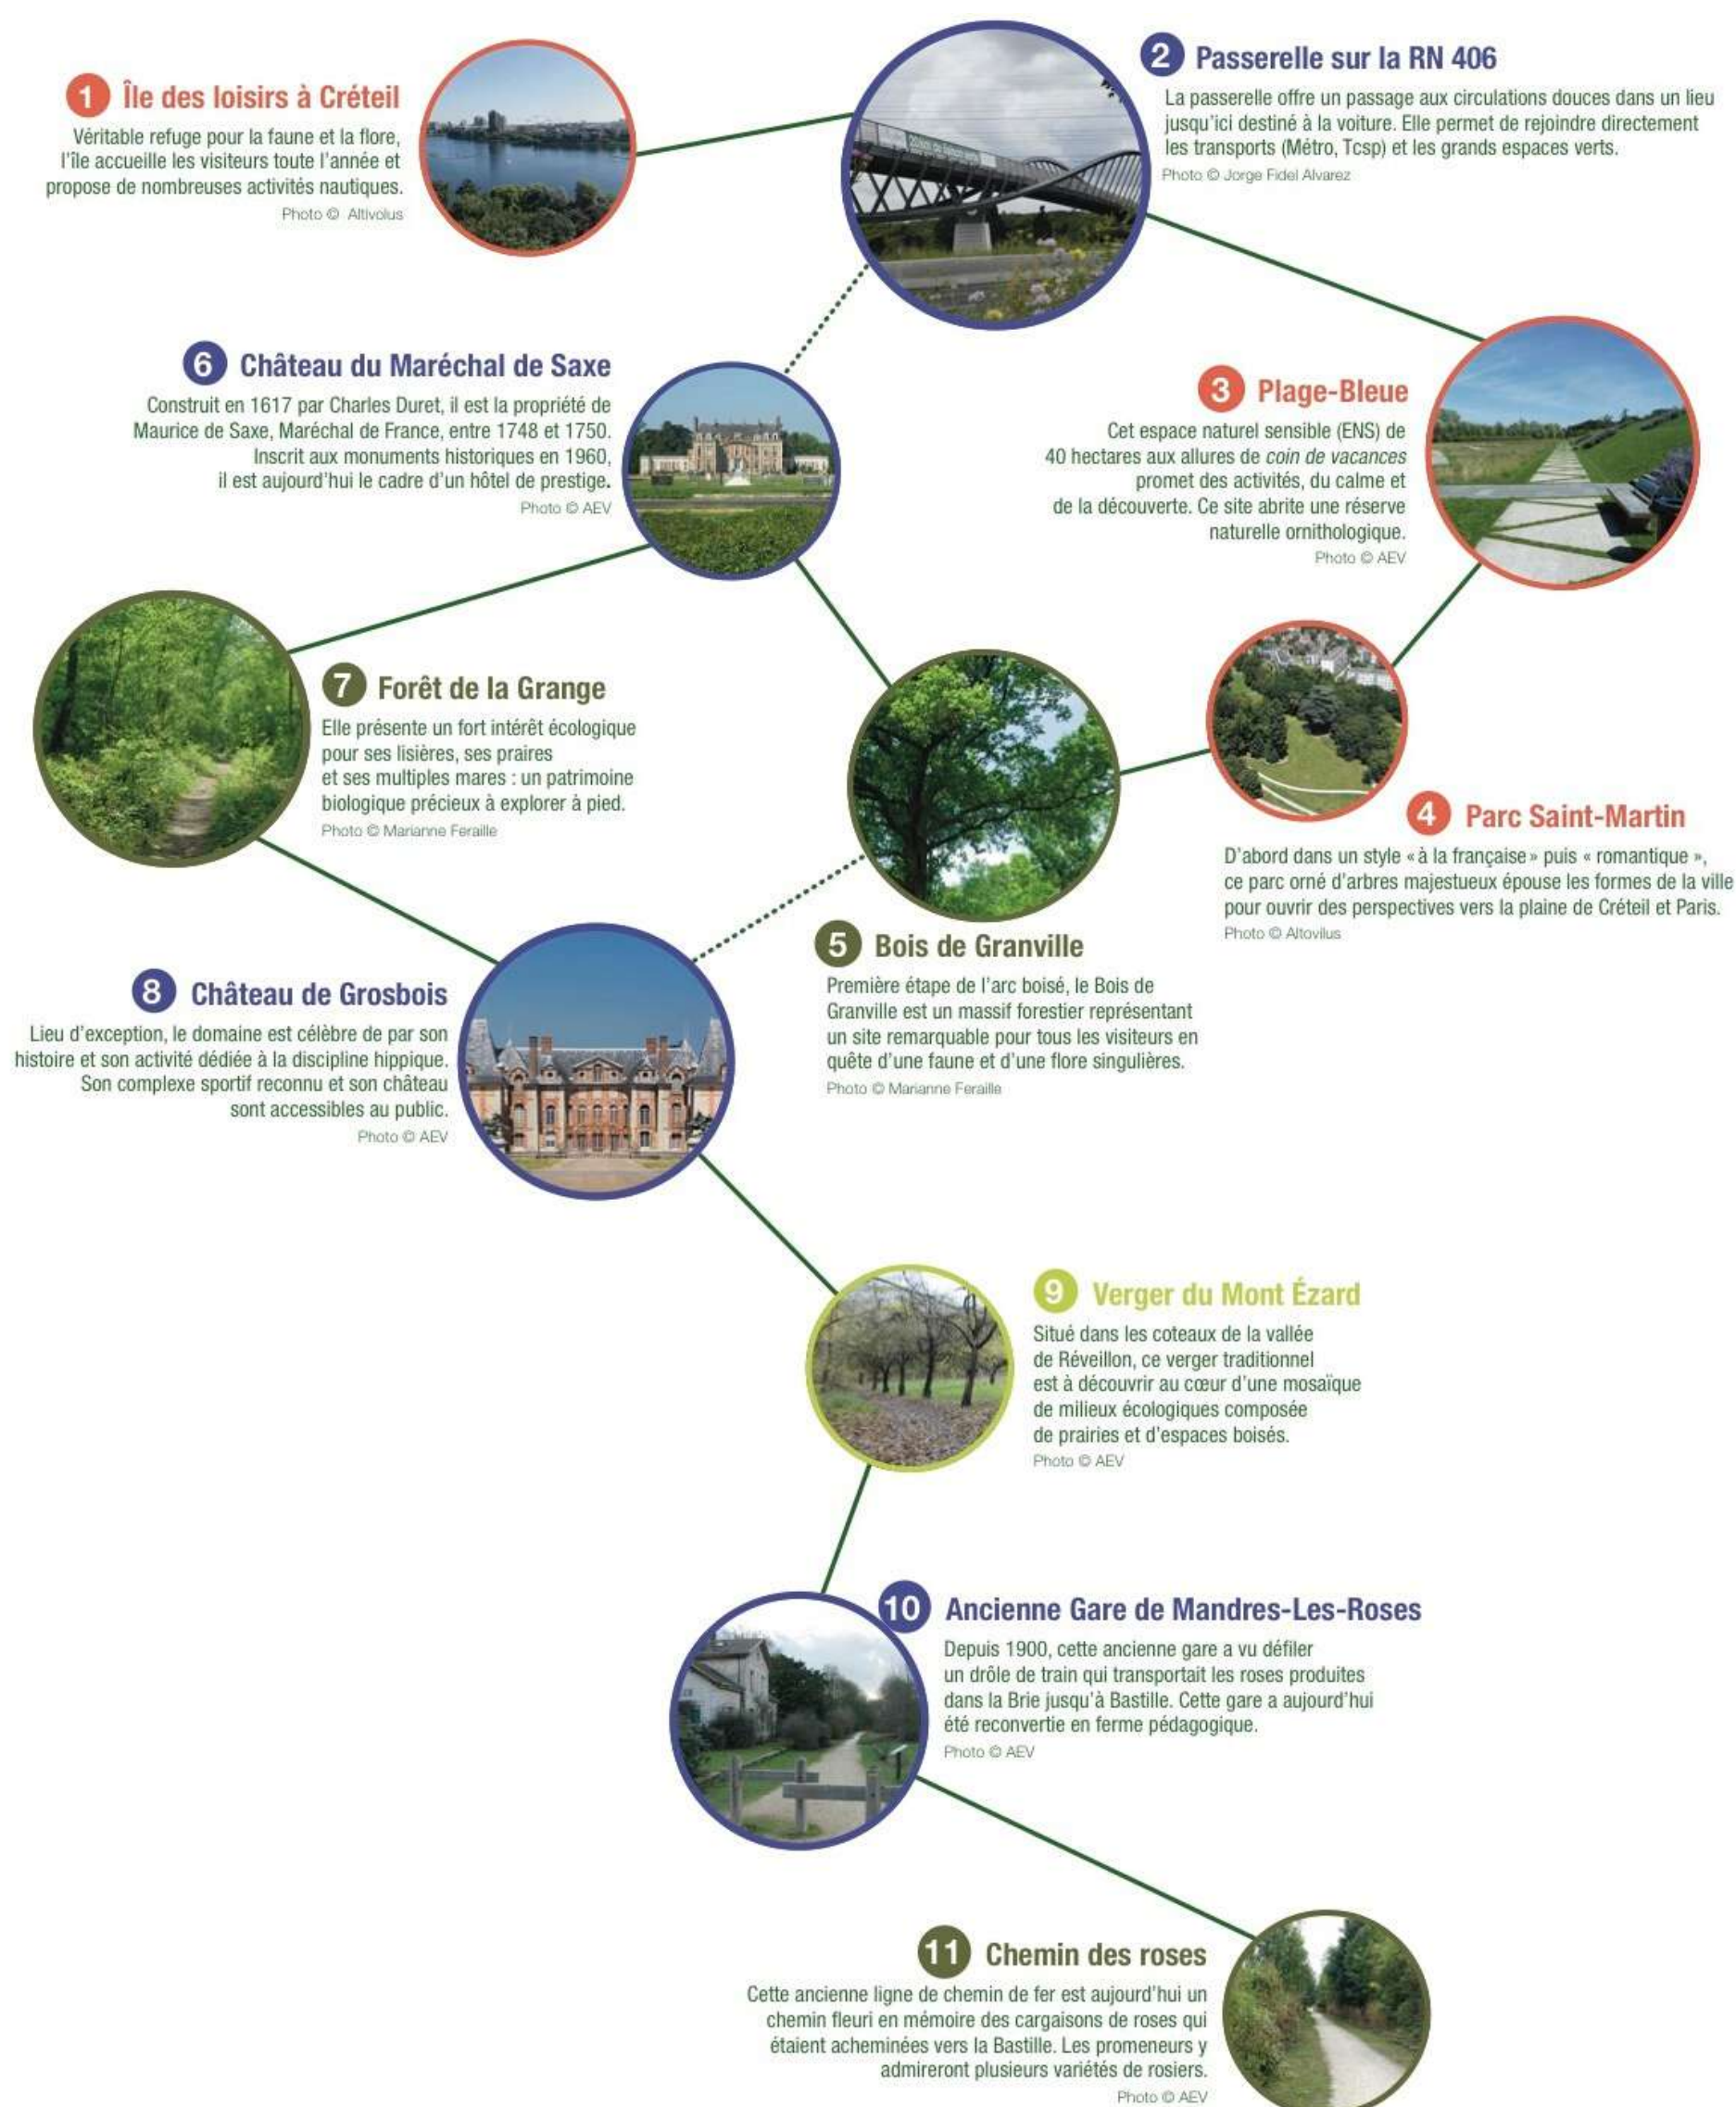 1 Île des loisirs à Créteil
Véritable refuge pour la faune et la flore,
l'île accueille les visiteurs toute l'année et
propose de nombreuses activités nautiques.
Photo © Altivolus
2 Passerelle sur la RN 406
La passerelle offre un passage aux circulations douces dans un lieu
jusqu'ici destiné à la voiture. Elle permet de rejoindre directement
les transports (Métro, Tcsp) et les grands espaces verts.
Photo © Jorge Fidel Alvarez
3 Plage-Bleue
Cet espace naturel sensible (ENS) de
40 hectares aux allures de coin de vacances
promet des activités, du calme et
de la découverte. Ce site abrite une réserve
naturelle ornithologique.
Photo © AEV
4 Parc Saint-Martin
D'abord dans un style «à la française» puis « romantique »,
ce parc orné d'arbres majestueux épouse les formes de la ville
pour ouvrir des perspectives vers la plaine de Créteil et Paris.
Photo © Altovilus
5 Bois de Granville
Première étape de l'arc boisé, le Bois de
Granville est un massif forestier représentant
un site remarquable pour tous les visiteurs en
quête d'une faune et d'une flore singulières.
Photo © Marianne Feraille
6 Château du Maréchal de Saxe
Construit en 1617 par Charles Duret, il est la propriété de
Maurice de Saxe, Maréchal de France, entre 1748 et 1750.
Inscrit aux monuments historiques en 1960,
il est aujourd'hui le cadre d'un hôtel de prestige.
Photo © AEV
7 Forêt de la Grange
Elle présente un fort intérêt écologique
pour ses lisières, ses praires
et ses multiples mares : un patrimoine
biologique précieux à explorer à pied.
Photo © Marianne Feraille
8 Château de Grosbois
Lieu d'exception, le domaine est célèbre de par son
histoire et son activité dédiée à la discipline hippique.
Son complexe sportif reconnu et son château
sont accessibles au public.
Photo © AEV
9 Verger du Mont Ézard
Situé dans les coteaux de la vallée
de Réveillon, ce verger traditionnel
est à découvrir au cœur d'une mosaïque
de milieux écologiques composée
de prairies et d'espaces boisés.
Photo © AEV
10 Ancienne Gare de Mandres-Les-Roses
Depuis 1900, cette ancienne gare a vu défiler
un drôle de train qui transportait les roses produites
dans la Brie jusqu'à Bastille. Cette gare a aujourd'hui
été reconvertie en ferme pédagogique.
Photo © AEV
11 Chemin des roses
Cette ancienne ligne de chemin de fer est aujourd'hui un
chemin fleuri en mémoire des cargaisons de roses qui
étaient acheminées vers la Bastille. Les promeneurs y
admireront plusieurs variétés de rosiers.
Photo © AEV